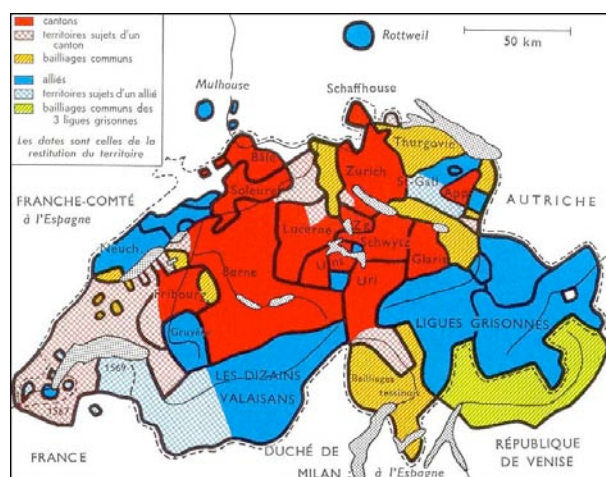 cantons
territoires sujets d'un
canton
bailliages communs
alliés
territoires sujets d'un allié
bailliages communs des
3 ligues grisonnes
Les dates sont celles de la
restitution du territoire
Rottweil
50 km
Mulhouse
Schaffhouse
Thurgovie
Bâle
Zurich
St-Gall
App.
Soleure
FRANCHE-COMTÉ
à l'Espagne
AUTRICHE
Lucerne
Zg
Schwyz
Neuch.
Berne
Glaris
Uri
Fribourg
Gruyère
LIGUES GRISONNES
1569
LES DIZAINS
VALAISANS
Bailliages
tessinois
1567
FRANCE
DUCHÉ DE
MILAN
à l'Espagne
RÉPUBLIQUE
DE VENISE